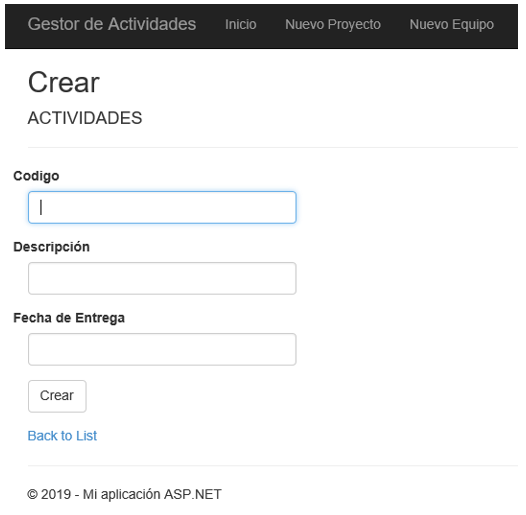 Gestor de Actividades Inicio Nuevo Proyecto Nuevo Equipo
Crear
ACTIVIDADES
Codigo
Descripción
Fecha de Entrega
Crear
Back to List
© 2019 - Mi aplicación ASP.NET